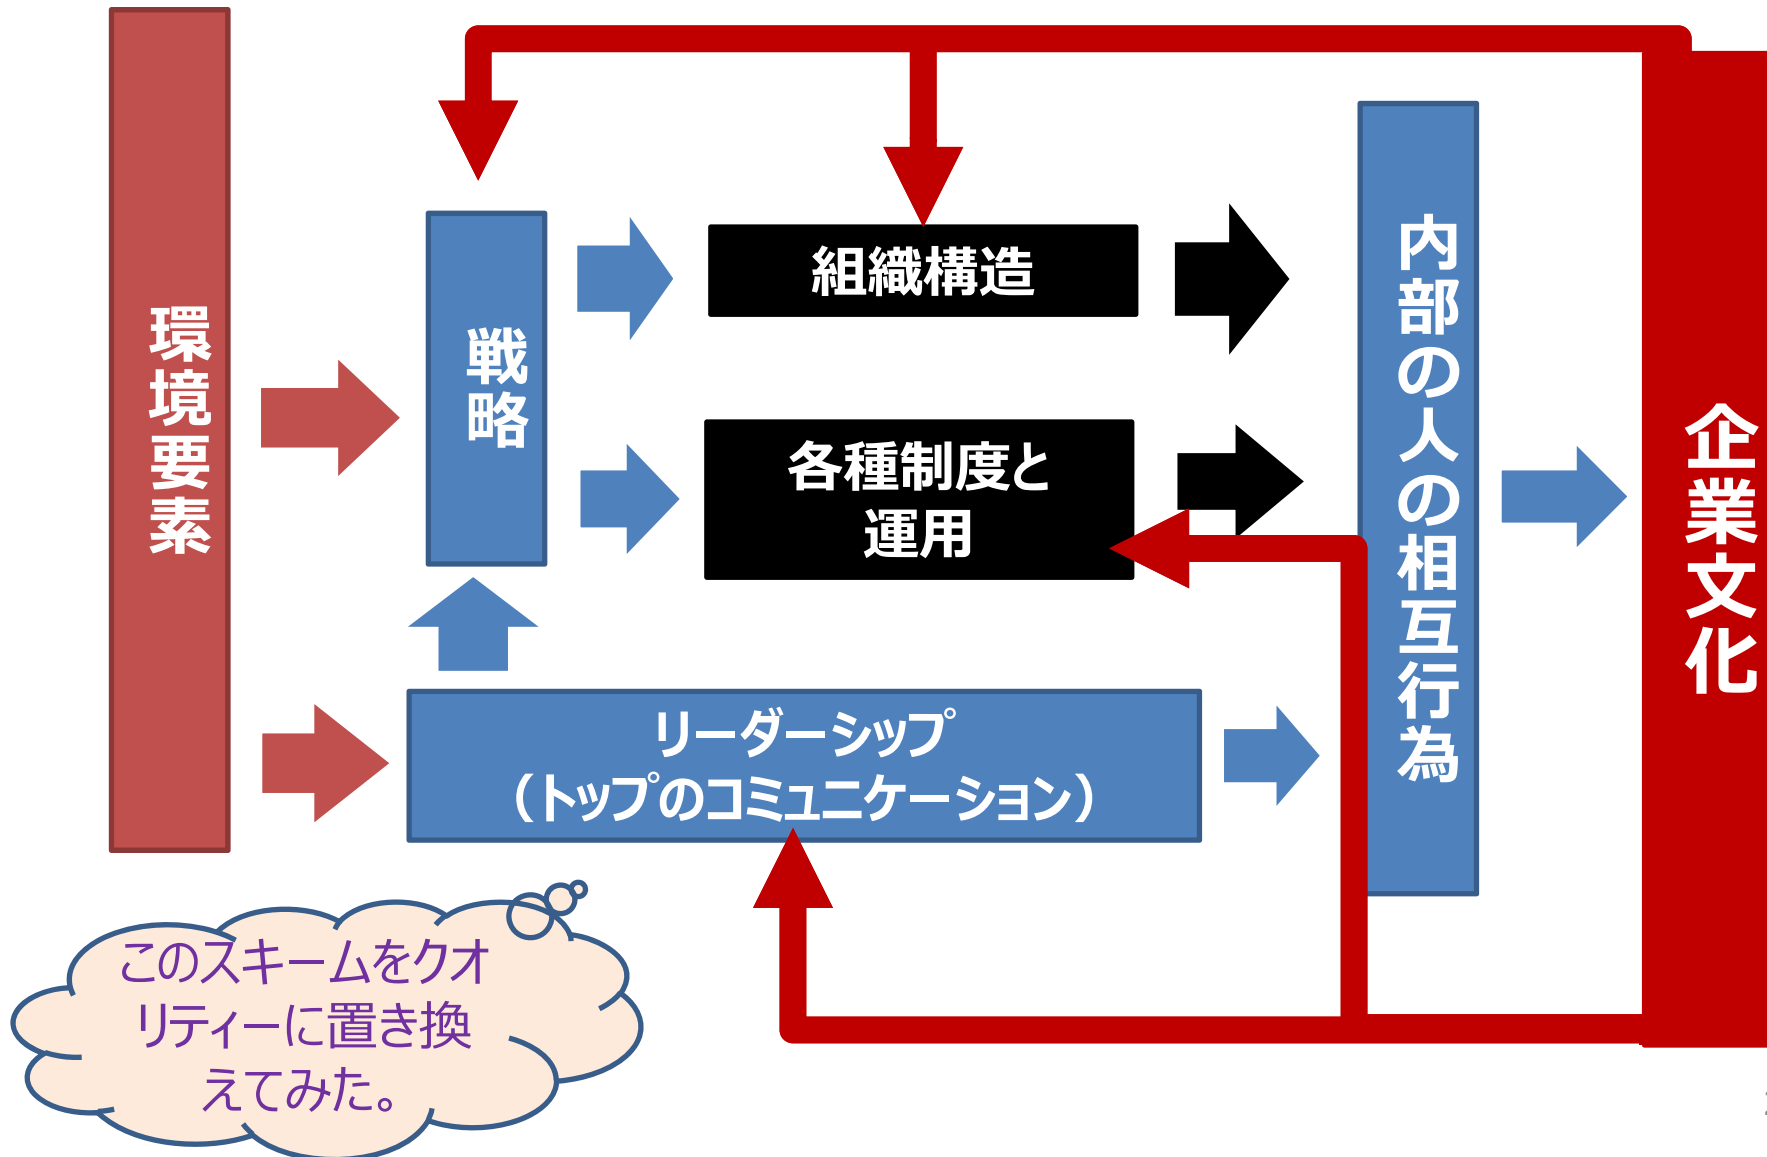 環境要素
戦略
組織構造
各種制度と
運用
リーダーシップ
（トップのコミュニケーション）
内部の人の相互行為
企業文化
このスキームをクオ
リティーに置き換
えてみた。